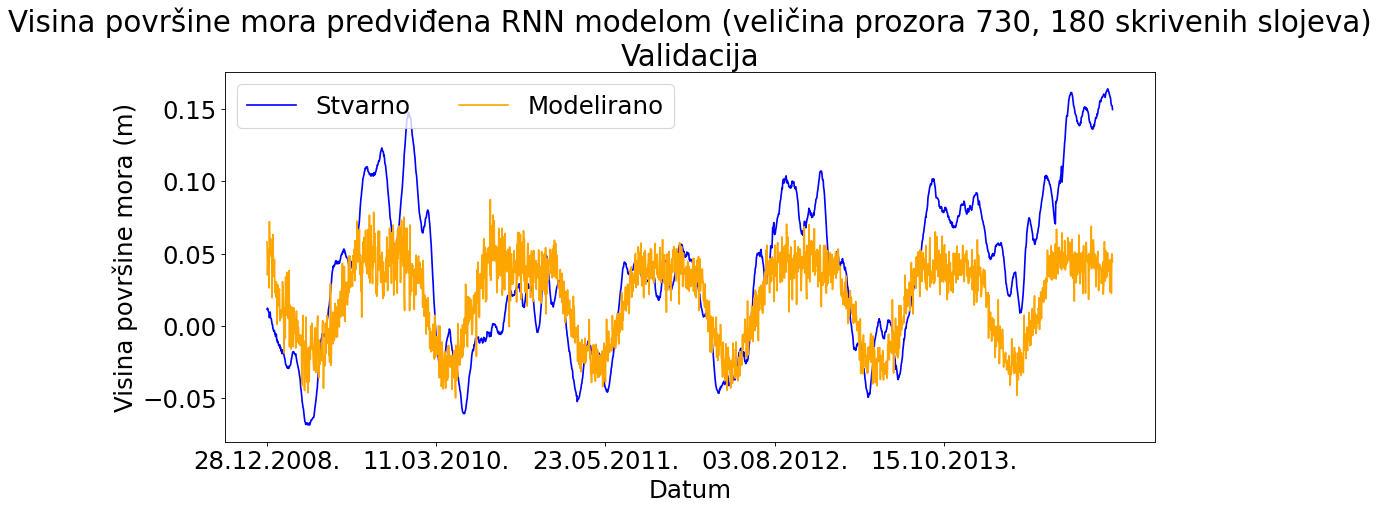 Visina površine mora predviđena RNN modelom (veličina prozora 730, 180 skrivenih slojeva)
Validacija
Stvarno
Modelirano
Visina površine mora (m)
0.15
0.10
0.05
0.00
−0.05
28.12.2008.
11.03.2010.
23.05.2011.
03.08.2012.
15.10.2013.
Datum